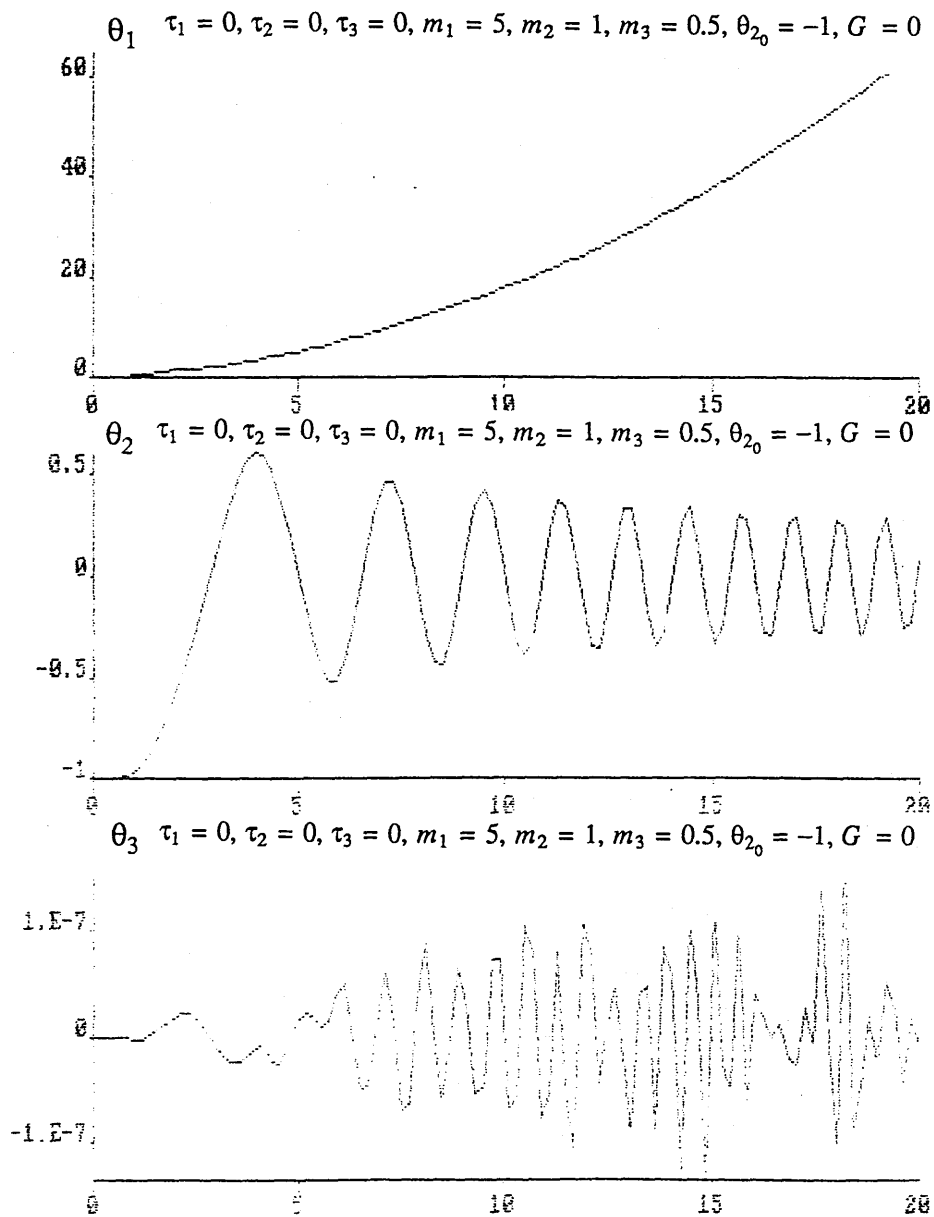 θ₁ τ₁ = 0, τ₂ = 0, τ₃ = 0, m₁ = 5, m₂ = 1, m₃ = 0.5, θ₂₀ = −1, G = 0
60
40
20
0
0 5 10 15 20
θ₂ τ₁ = 0, τ₂ = 0, τ₃ = 0, m₁ = 5, m₂ = 1, m₃ = 0.5, θ₂₀ = −1, G = 0
0.5
0
-0.5
-1
0 5 10 15 20
θ₃ τ₁ = 0, τ₂ = 0, τ₃ = 0, m₁ = 5, m₂ = 1, m₃ = 0.5, θ₂₀ = −1, G = 0
1.E-7
0
-1.E-7
0 5 10 15 20